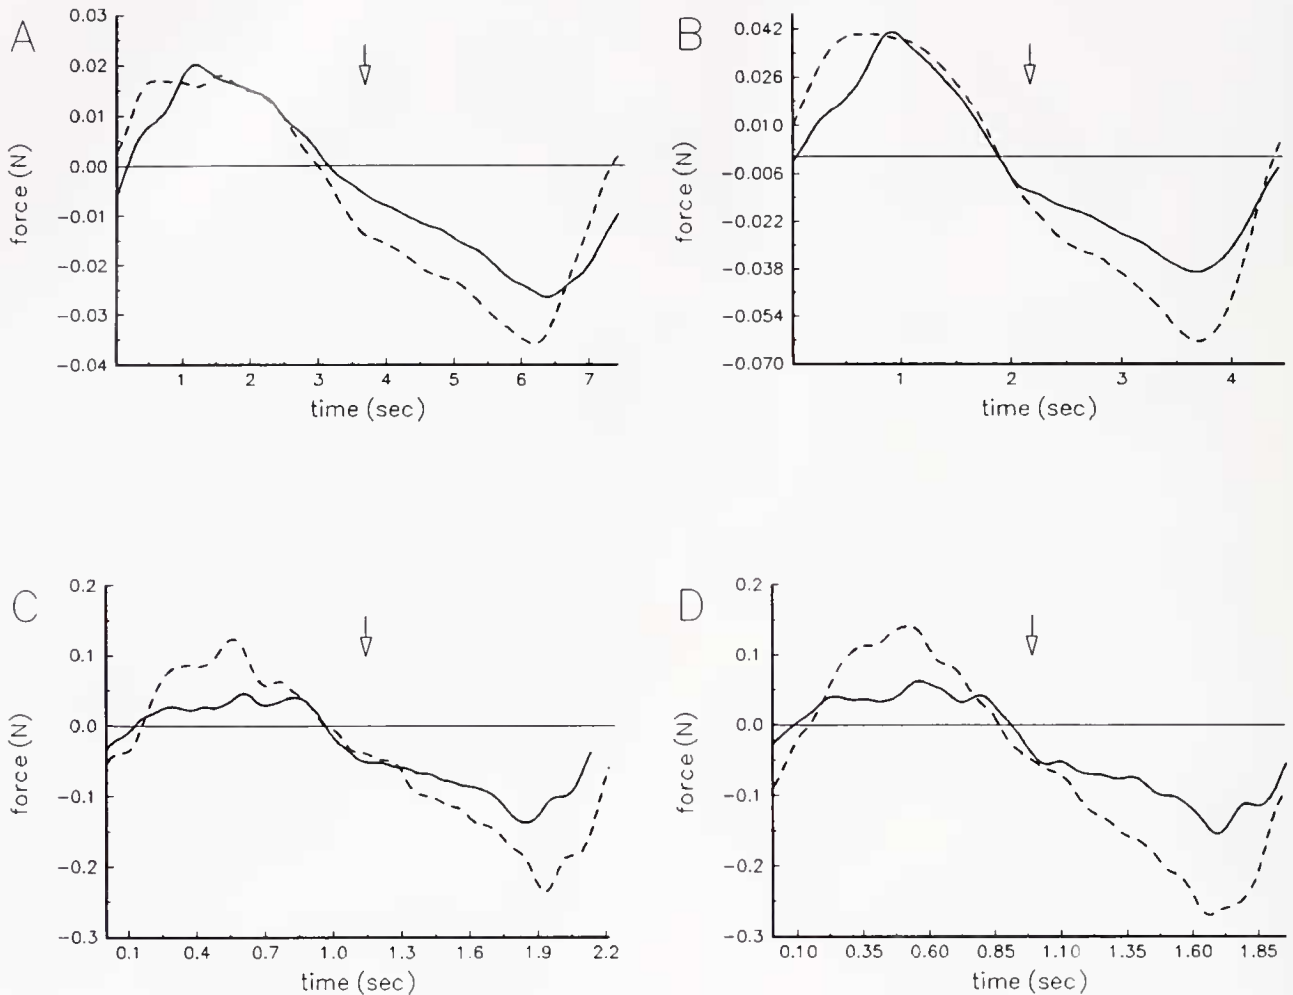 A
force (N)
0.03
0.02
0.01
0.00
−0.01
−0.02
−0.03
−0.04
1 2 3 4 5 6 7
time (sec)
B
force (N)
0.042
0.026
0.010
−0.006
−0.022
−0.038
−0.054
−0.070
1 2 3 4
time (sec)
C
force (N)
0.2
0.1
0.0
−0.1
−0.2
−0.3
0.1 0.4 0.7 1.0 1.3 1.6 1.9 2.2
time (sec)
D
force (N)
0.2
0.1
0.0
−0.1
−0.2
−0.3
0.10 0.35 0.60 0.85 1.10 1.35 1.60 1.85
time (sec)